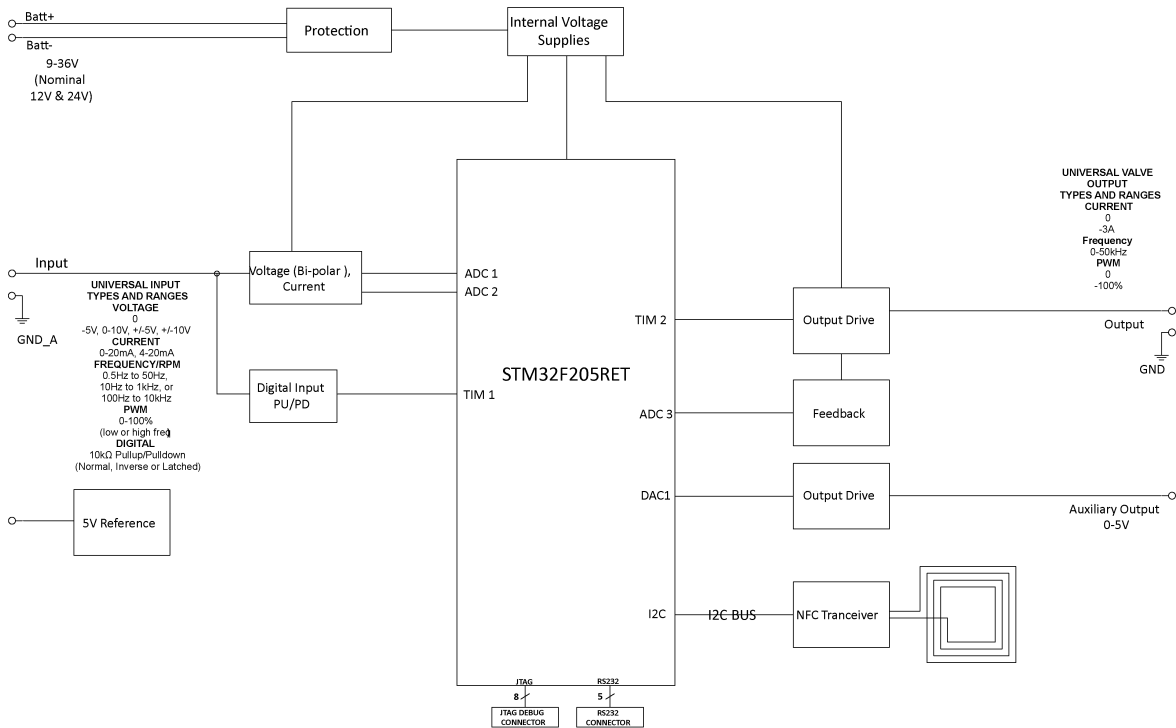 Batt+
Batt-
9-36V
(Nominal
12V & 24V)
Protection
Internal Voltage
Supplies
UNIVERSAL VALVE
OUTPUT
TYPES AND RANGES
CURRENT
0
-3A
Frequency
0-50kHz
PWM
0
-100%
Input
GND_A
UNIVERSAL INPUT
TYPES AND RANGES
VOLTAGE
0
-5V, 0-10V, +/-5V, +/-10V
CURRENT
0-20mA, 4-20mA
FREQUENCY/RPM
0.5Hz to 50Hz,
10Hz to 1kHz, or
100Hz to 10kHz
PWM
0-100%
(low or high freq)
DIGITAL
10kΩ Pullup/Pulldown
(Normal, Inverse or Latched)
Voltage (Bi-polar ),
Current
Digital Input
PU/PD
5V Reference
ADC 1
ADC 2
TIM 1
STM32F205RET
TIM 2
ADC 3
DAC1
I2C
Output Drive
Feedback
Output Drive
I2C BUS
NFC Tranceiver
Output
GND
Auxiliary Output
0-5V
JTAG
8
JTAG DEBUG
CONNECTOR
RS232
5
RS232
CONNECTOR